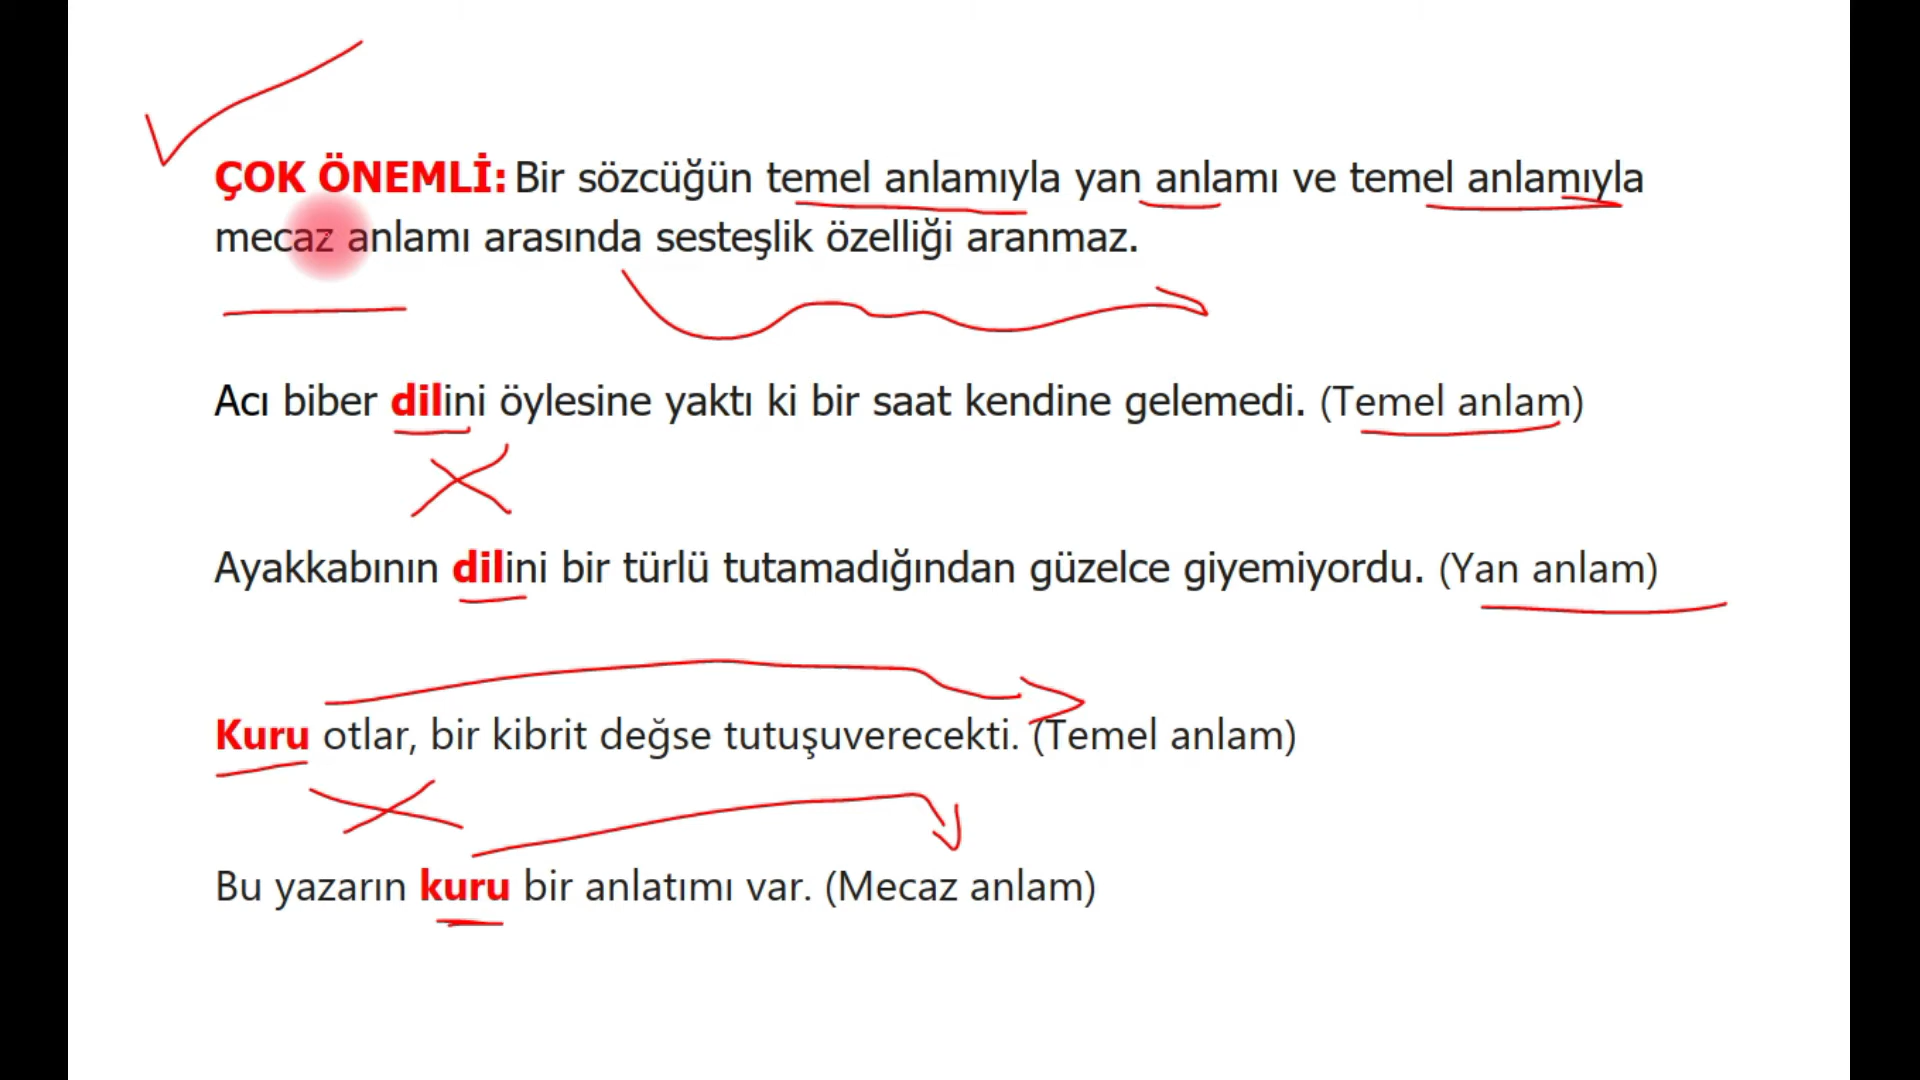 ÇOK ÖNEMLİ: Bir sözcüğün temel anlamıyla yan anlamı ve temel anlamıyla
mecaz anlamı arasında sesteşlik özelliği aranmaz.
Acı biber dilini öylesine yaktı ki bir saat kendine gelemedi. (Temel anlam)
Ayakkabının dilini bir türlü tutamadığından güzelce giyemiyordu. (Yan anlam)
Kuru otlar, bir kibrit değse tutuşuverecekti. (Temel anlam)
Bu yazarın kuru bir anlatımı var. (Mecaz anlam)